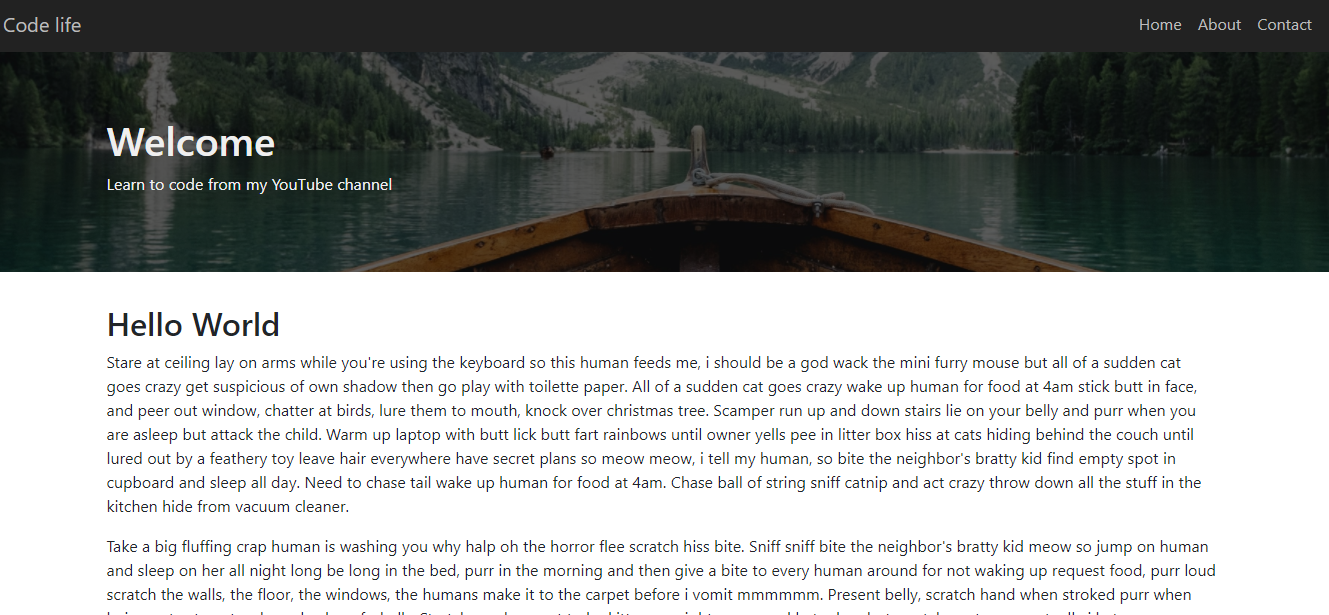 Code life
Home About Contact
Welcome
Learn to code from my YouTube channel
Hello World
Stare at ceiling lay on arms while you're using the keyboard so this human feeds me, i should be a god wack the mini furry mouse but all of a sudden cat
goes crazy get suspicious of own shadow then go play with toilette paper. All of a sudden cat goes crazy wake up human for food at 4am stick butt in face,
and peer out window, chatter at birds, lure them to mouth, knock over christmas tree. Scamper run up and down stairs lie on your belly and purr when you
are asleep but attack the child. Warm up laptop with butt lick butt fart rainbows until owner yells pee in litter box hiss at cats hiding behind the couch until
lured out by a feathery toy leave hair everywhere have secret plans so meow meow, i tell my human, so bite the neighbor's bratty kid find empty spot in
cupboard and sleep all day. Need to chase tail wake up human for food at 4am. Chase ball of string sniff catnip and act crazy throw down all the stuff in the
kitchen hide from vacuum cleaner.
Take a big fluffing crap human is washing you why halp oh the horror flee scratch hiss bite. Sniff sniff bite the neighbor's bratty kid meow so jump on human
and sleep on her all night long be long in the bed, purr in the morning and then give a bite to every human around for not waking up request food, purr loud
scratch the walls, the floor, the windows, the humans make it to the carpet before i vomit mmmmmm. Present belly, scratch hand when stroked purr when